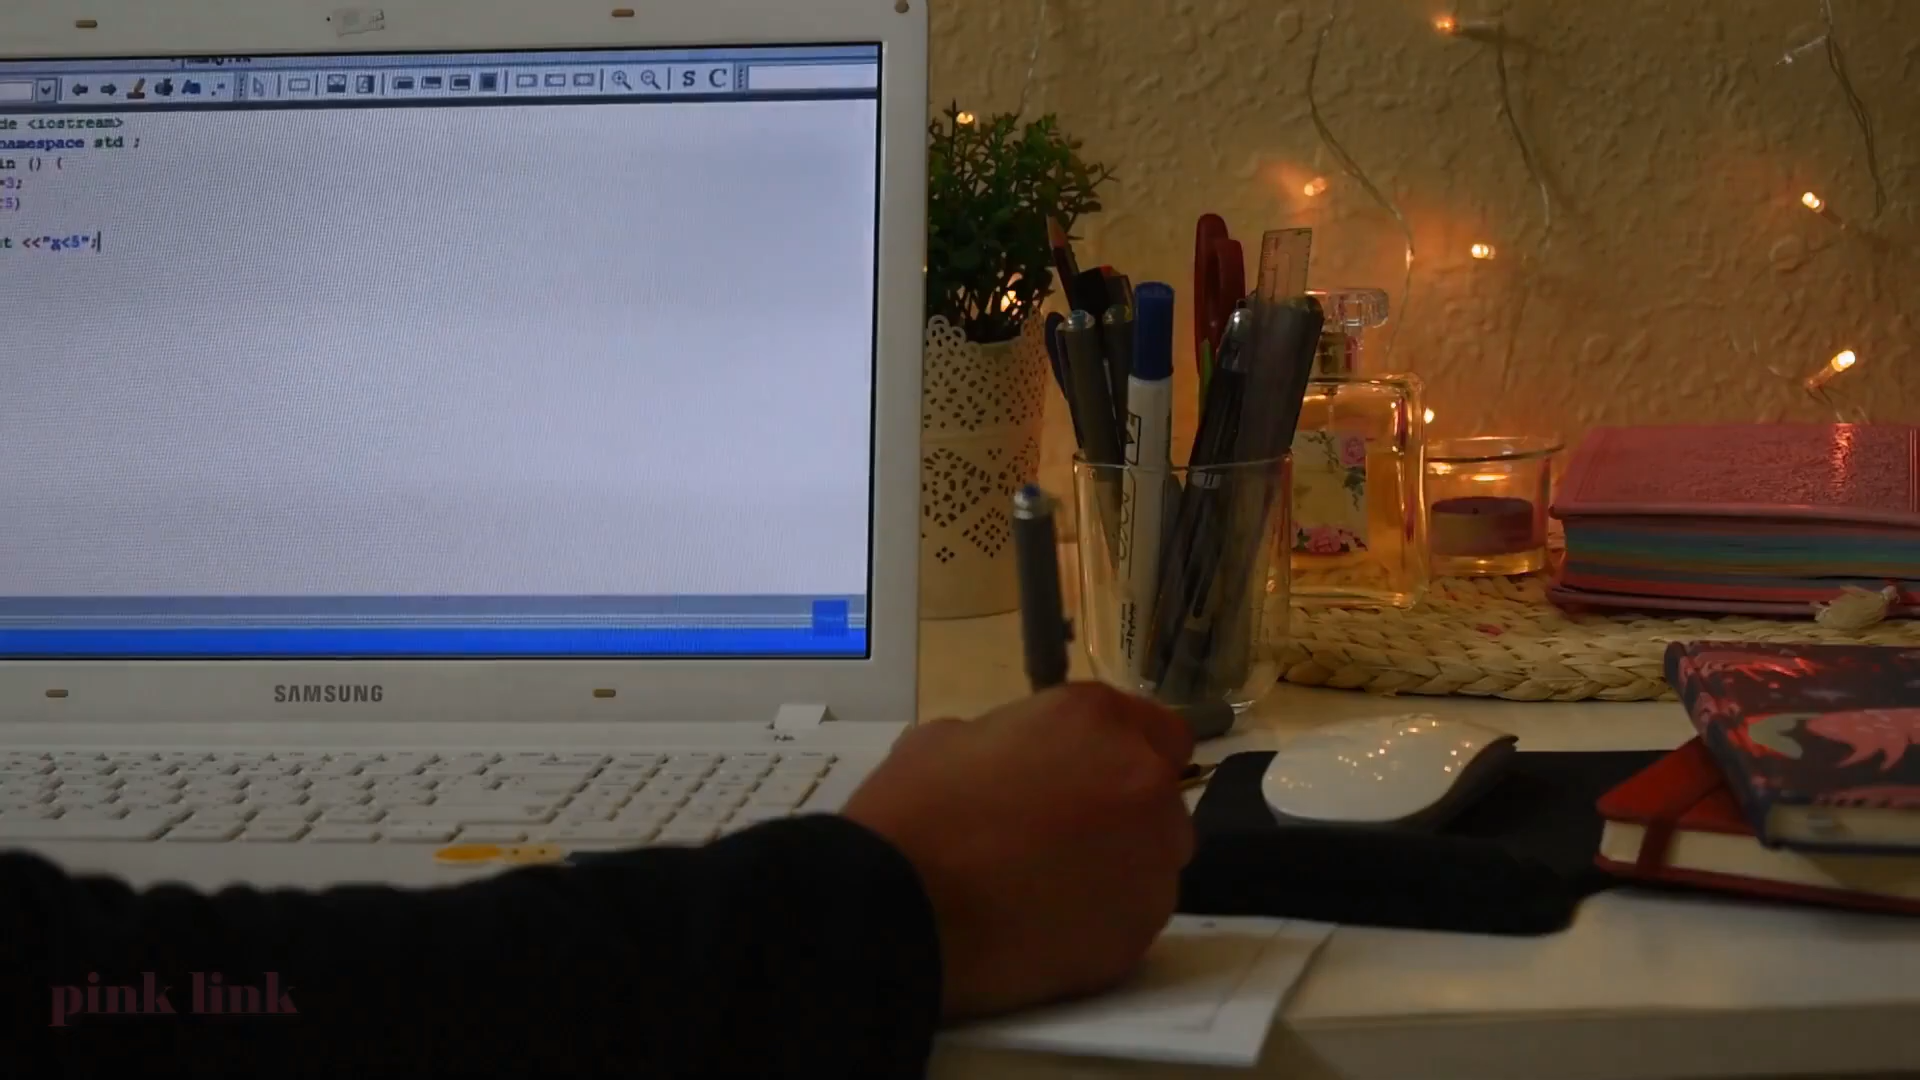 S C
de <iostream>
namespace std ;
in () {
=3;
<5)
t <<"x<5";
SAMSUNG
pink link